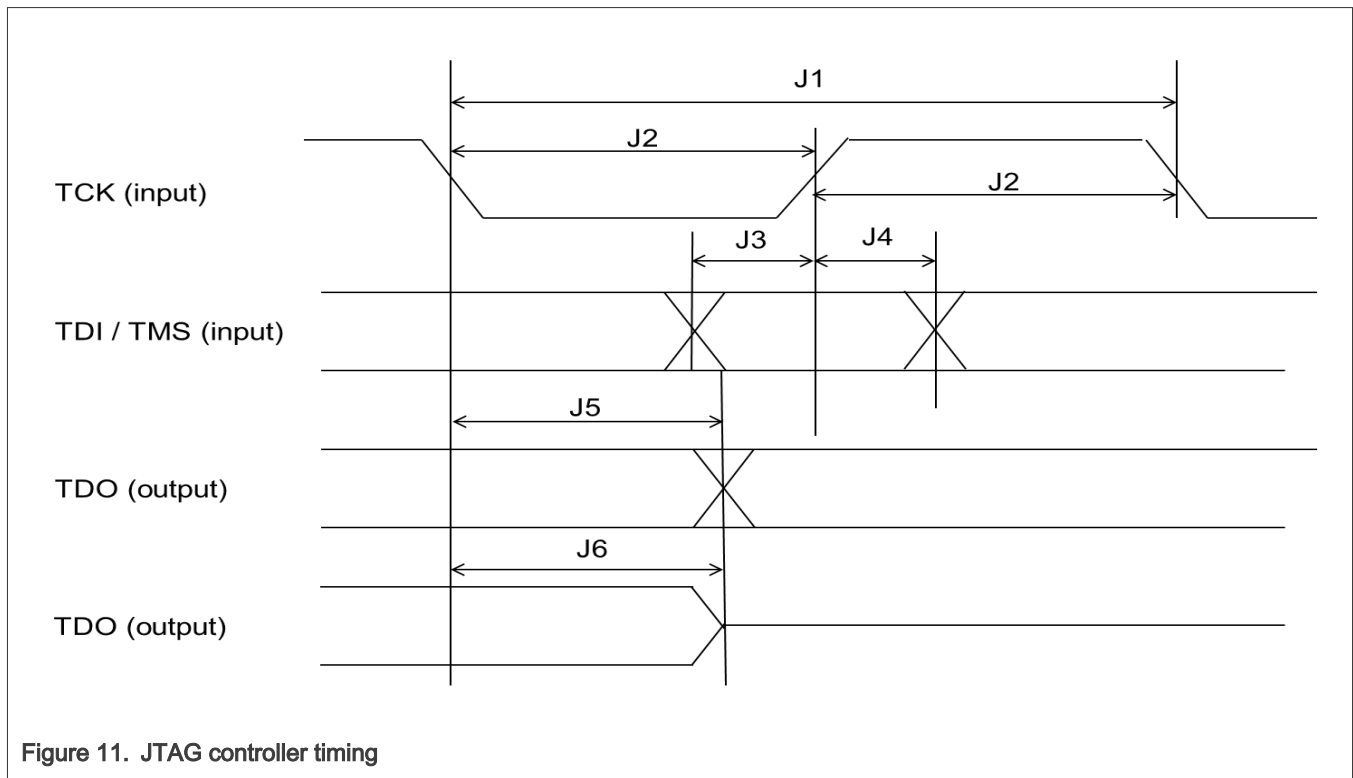 J1
J2
TCK (input)
J2
J3
J4
TDI / TMS (input)
J5
TDO (output)
J6
TDO (output)
Figure 11. JTAG controller timing